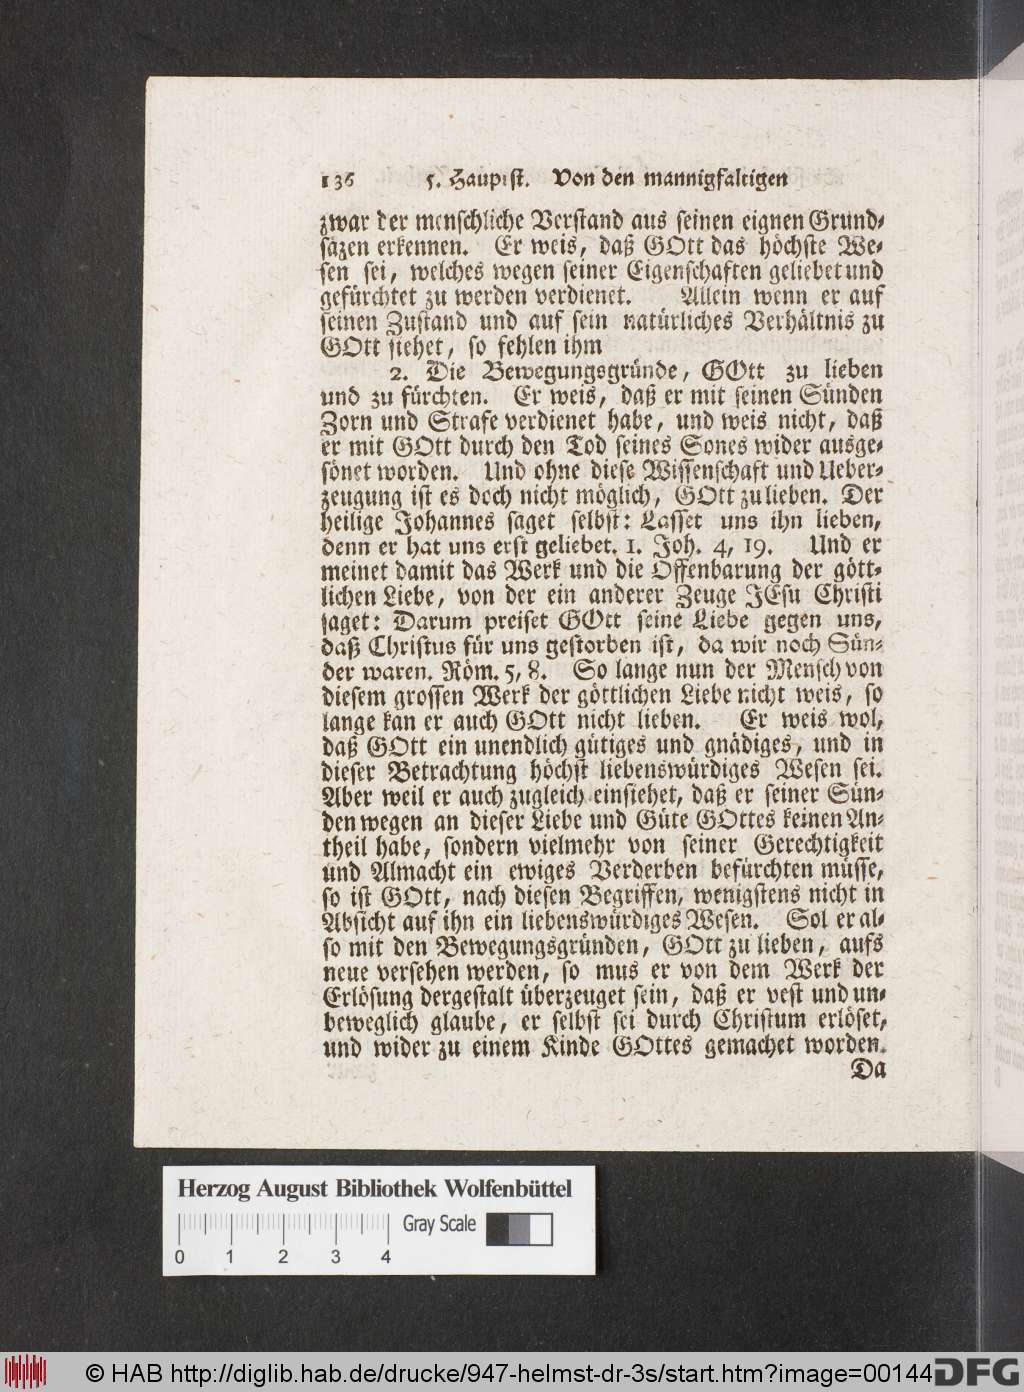 136 5. Hauptst. Von den mannigfaltigen
zwar der menschliche Verstand aus seinen eignen Grund-
säzen erkennen. Er weis, daß GOtt das höchste We-
sen sei, welches wegen seiner Eigenschaften geliebet und
gefürchtet zu werden verdienet. Allein wenn er auf
seinen Zustand und auf sein natürliches Verhältnis zu
GOtt siehet, so fehlen ihm
2. Die Bewegungsgründe, GOtt zu lieben
und zu fürchten. Er weis, daß er mit seinen Sünden
Zorn und Strafe verdienet habe, und weis nicht, daß
er mit GOtt durch den Tod seines Sones wider ausge-
sönet worden. Und ohne diese Wissenschaft und Ueber-
zeugung ist es doch nicht möglich, GOtt zu lieben. Der
heilige Johannes saget selbst: Lasset uns ihn lieben,
denn er hat uns erst geliebet. 1. Joh. 4, 19. Und er
meinet damit das Werk und die Offenbarung der gött-
lichen Liebe, von der ein anderer Zeuge JEsu Christi
saget: Darum preiset GOtt seine Liebe gegen uns,
daß Christus für uns gestorben ist, da wir noch Sün-
der waren. Röm. 5, 8. So lange nun der Mensch von
diesem grossen Werk der göttlichen Liebe nicht weis, so
lange kan er auch GOtt nicht lieben. Er weis wol,
daß GOtt ein unendlich gütiges und gnädiges, und in
dieser Betrachtung höchst liebenswürdiges Wesen sei.
Aber weil er auch zugleich einsiehet, daß er seiner Sün-
den wegen an dieser Liebe und Güte GOttes keinen An-
theil habe, sondern vielmehr von seiner Gerechtigkeit
und Almacht ein ewiges Verderben befürchten müsse,
so ist GOtt, nach diesen Begriffen, wenigstens nicht in
Absicht auf ihn ein liebenswürdiges Wesen. Sol er al-
so mit den Bewegungsgründen, GOtt zu lieben, aufs
neue versehen werden, so mus er von dem Werk der
Erlösung dergestalt überzeuget sein, daß er vest und un-
beweglich glaube, er selbst sei durch Christum erlöset,
und wider zu einem Kinde GOttes gemachet worden.
Da
Herzog August Bibliothek Wolfenbüttel
Gray Scale
0 1 2 3 4
© HAB http://diglib.hab.de/drucke/947-helmst-dr-3s/start.htm?image=00144
DFG